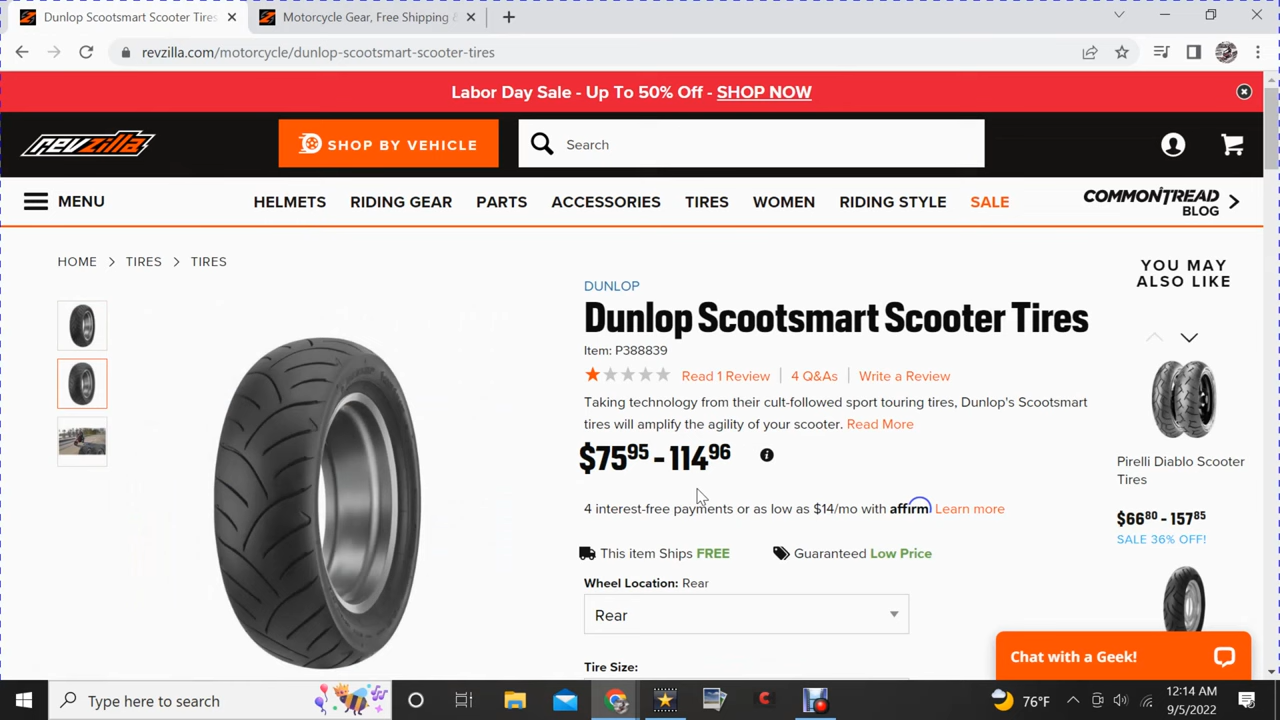 Dunlop Scootsmart Scooter Tires
Motorcycle Gear, Free Shipping &
revzilla.com/motorcycle/dunlop-scootsmart-scooter-tires
Labor Day Sale - Up To 50% Off - SHOP NOW
revzilla
SHOP BY VEHICLE
Search
MENU
HELMETS
RIDING GEAR
PARTS
ACCESSORIES
TIRES
WOMEN
RIDING STYLE
SALE
COMMON TREAD
BLOG
HOME > TIRES > TIRES
DUNLOP
Dunlop Scootsmart Scooter Tires
Item: P388839
Read 1 Review | 4 Q&As | Write a Review
Taking technology from their cult-followed sport touring tires, Dunlop's Scootsmart
tires will amplify the agility of your scooter. Read More
$75.95 - 114.96
4 interest-free payments or as low as $14/mo with affirm Learn more
This item Ships FREE
Guaranteed Low Price
Wheel Location: Rear
Rear
Tire Size:
YOU MAY
ALSO LIKE
Pirelli Diablo Scooter
Tires
$66.80 - 157.85
SALE 36% OFF!
Chat with a Geek!
Type here to search
76°F
12:14 AM
9/5/2022